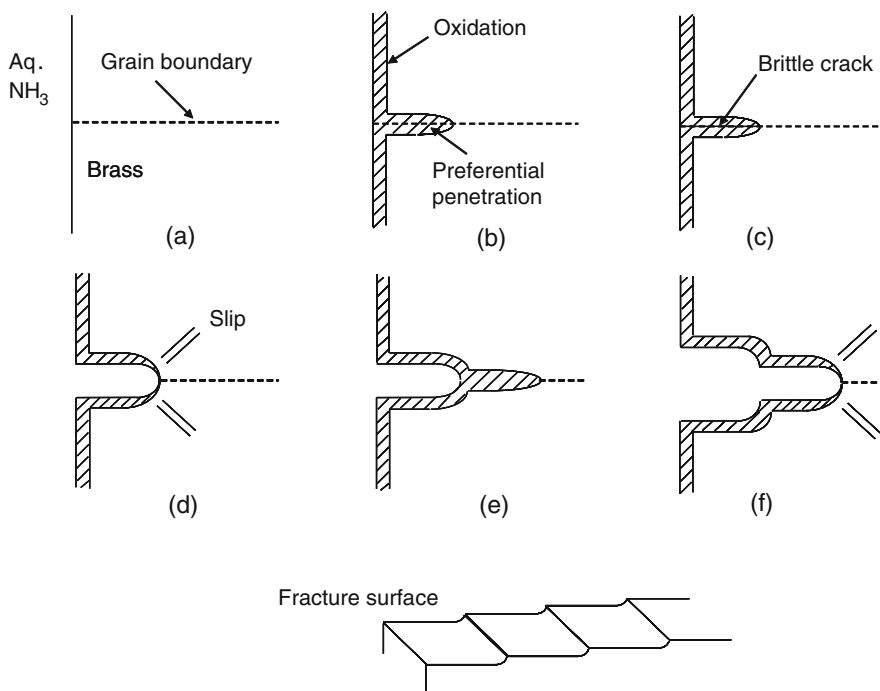 Aq.
NH3
Grain boundary
Brass
(a)
Oxidation
Preferential
penetration
(b)
Brittle crack
(c)
Slip
(d)
(e)
(f)
Fracture surface